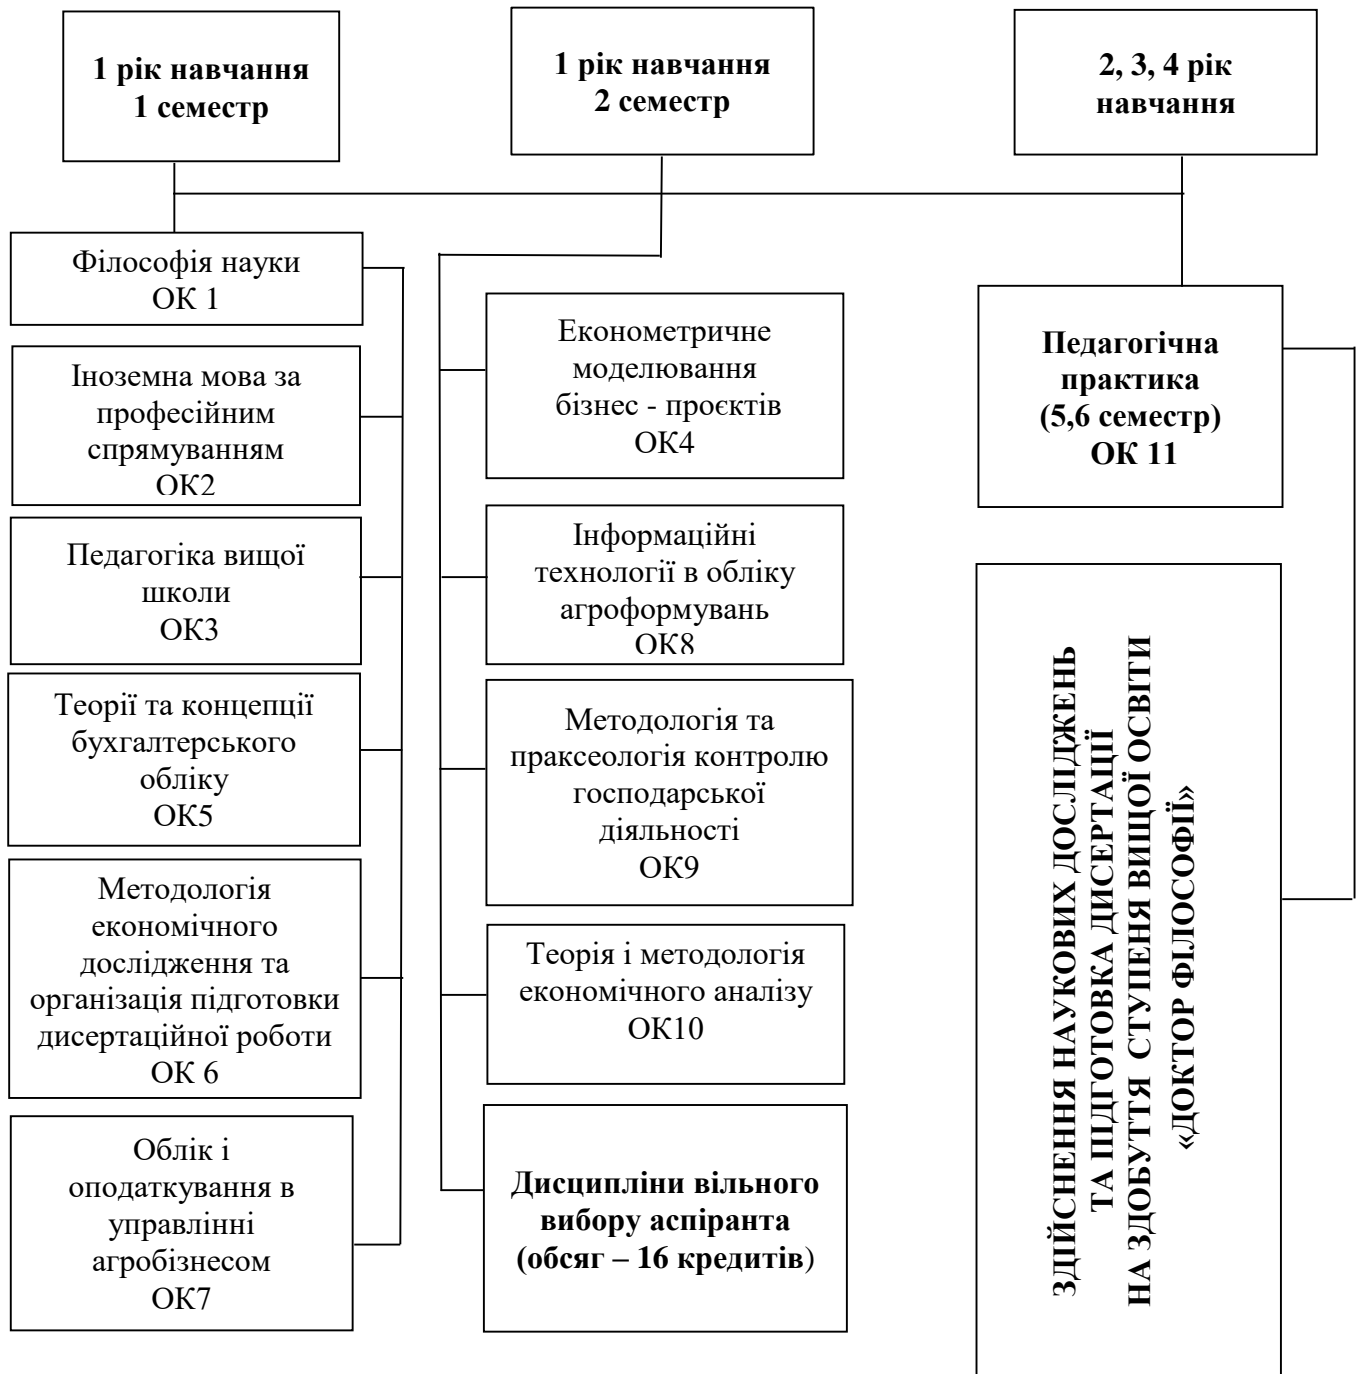 1 рік навчання
1 семестр
1 рік навчання
2 семестр
2, 3, 4 рік
навчання
Філософія науки
ОК 1
Іноземна мова за
професійним
спрямуванням
ОК2
Педагогіка вищої
школи
ОК3
Теорії та концепції
бухгалтерського
обліку
ОК5
Методологія
економічного
дослідження та
організація підготовки
дисертаційної роботи
ОК 6
Облік і
оподаткування в
управлінні
агробізнесом
ОК7
Економетричне
моделювання
бізнес - проєктів
ОК4
Інформаційні
технології в обліку
агроформувань
ОК8
Методологія та
праксеологія контролю
господарської
діяльності
ОК9
Теорія і методологія
економічного аналізу
ОК10
Дисципліни вільного
вибору аспіранта
(обсяг – 16 кредитів)
Педагогічна
практика
(5,6 семестр)
ОК 11
ЗДІЙСНЕННЯ НАУКОВИХ ДОСЛІДЖЕНЬ
ТА ПІДГОТОВКА ДИСЕРТАЦІЇ
НА ЗДОБУТТЯ СТУПЕНЯ ВИЩОЇ ОСВІТИ
«ДОКТОР ФІЛОСОФІЇ»